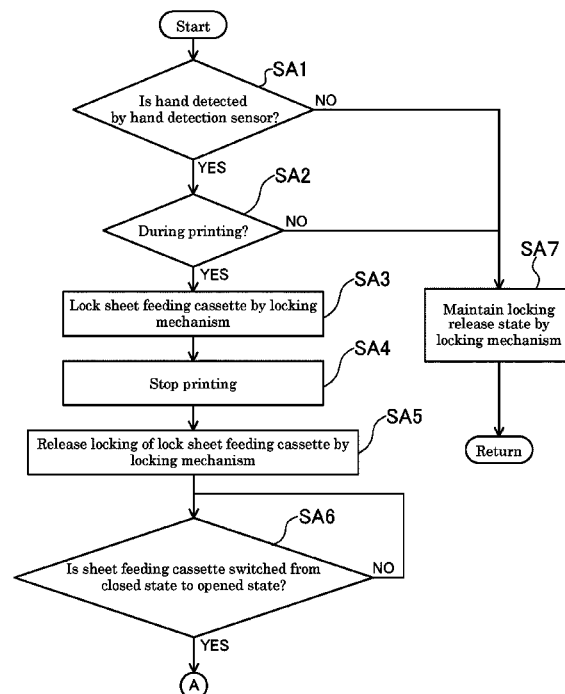 Start
SA1
Is hand detected
by hand detection sensor?
NO
YES
SA2
During printing?
NO
YES
SA3
Lock sheet feeding cassette by locking
mechanism
SA7
Maintain locking
release state by
locking mechanism
SA4
Stop printing
SA5
Release locking of lock sheet feeding cassette by
locking mechanism
Return
SA6
Is sheet feeding cassette switched from
closed state to opened state?
NO
YES
A